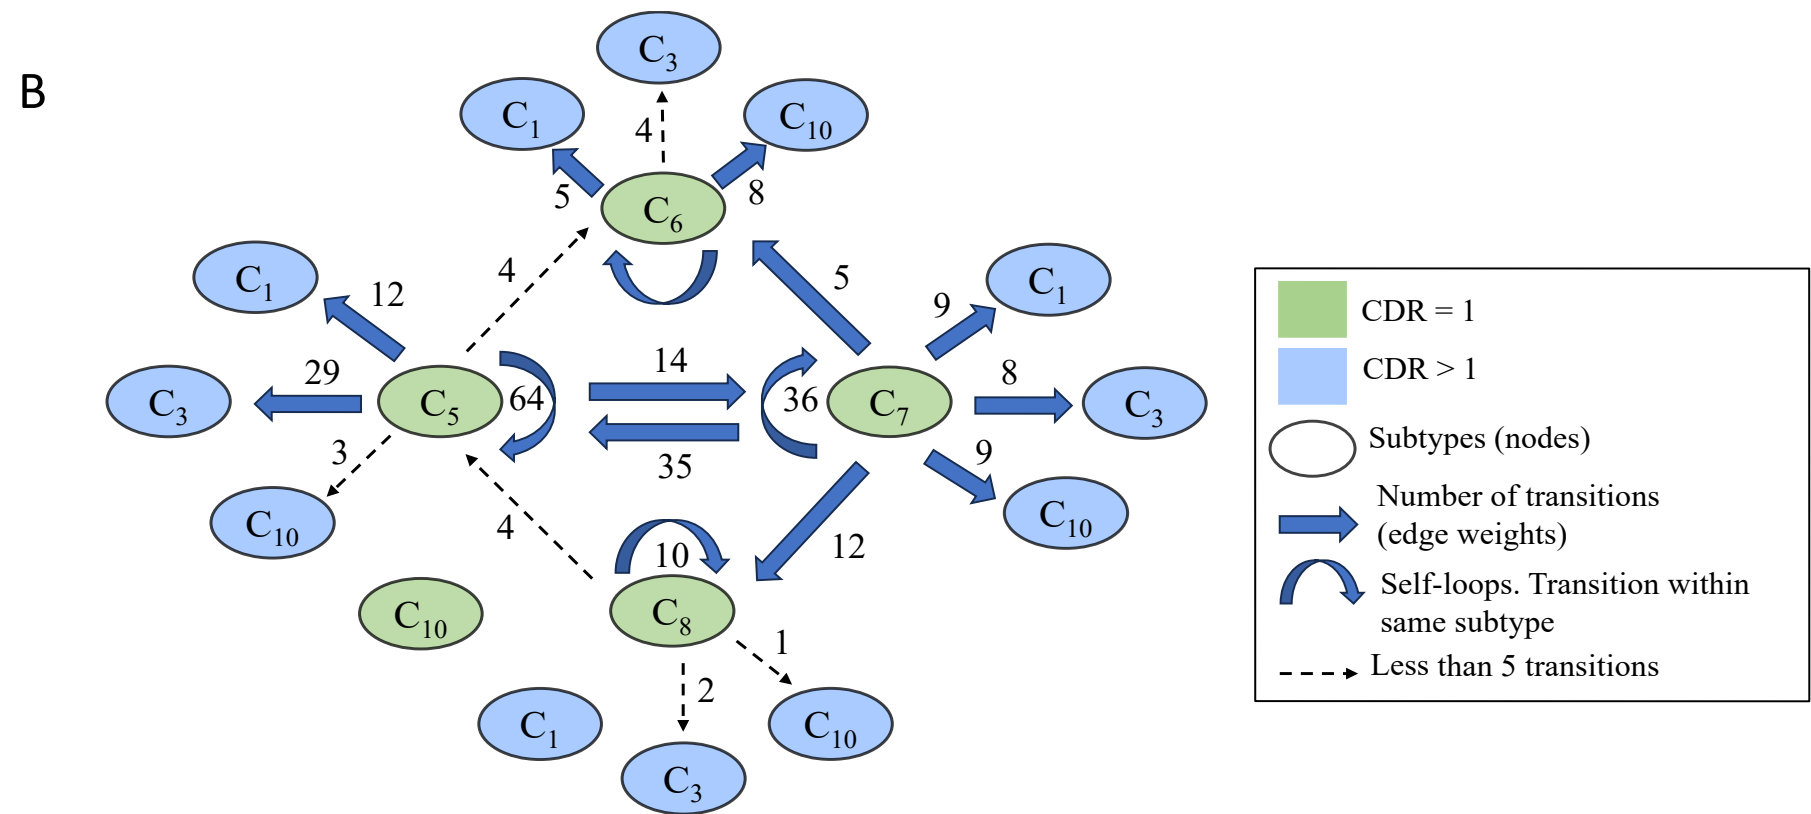 B
C3
C1
C10
4
5
8
C6
C1
12
4
5
9
C1
29
C3
C5
64
14
35
36
C7
8
C3
3
C10
4
9
C10
12
10
C8
C10
1
2
C1
C10
C3
CDR = 1
CDR > 1
Subtypes (nodes)
Number of transitions
(edge weights)
Self-loops. Transition within
same subtype
Less than 5 transitions